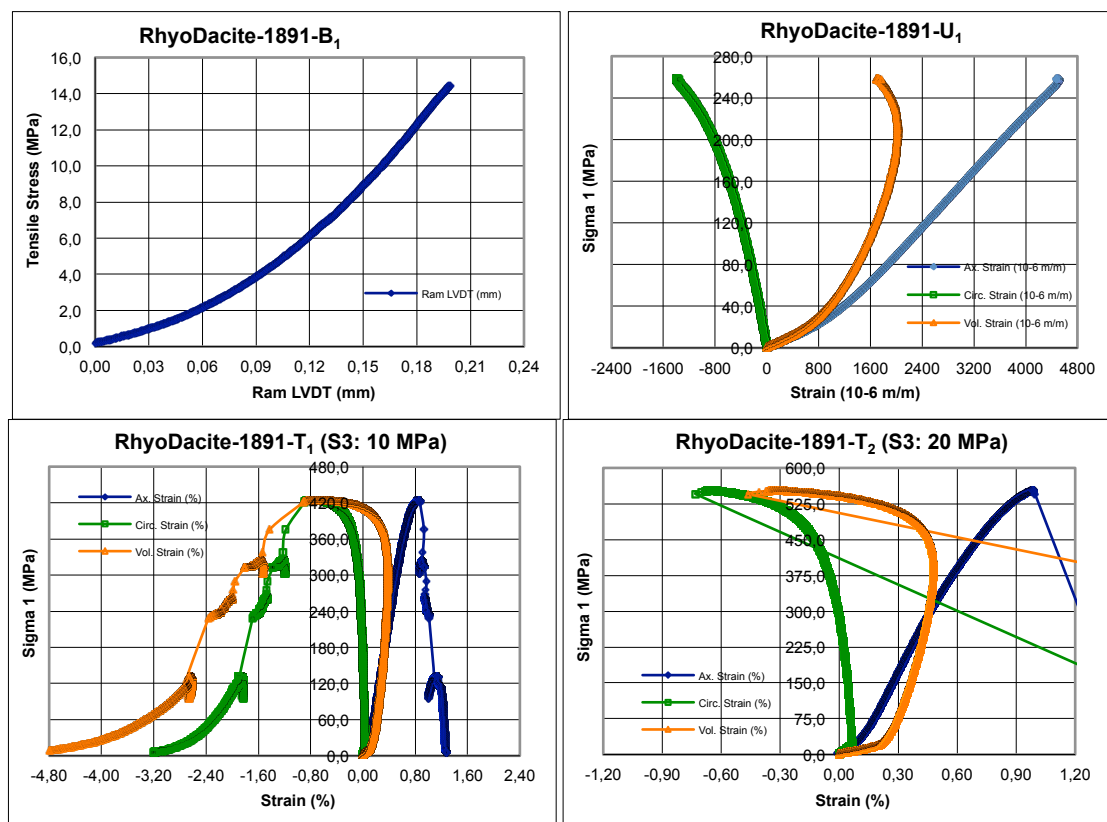 RhyoDacite-1891-B₁
Tensile Stress (MPa)
16,0
14,0
12,0
10,0
8,0
6,0
4,0
2,0
0,0
Ram LVDT (mm)
0,00 0,03 0,06 0,09 0,12 0,15 0,18 0,21 0,24
Ram LVDT (mm)
RhyoDacite-1891-U₁
Sigma 1 (MPa)
280,0
240,0
200,0
160,0
120,0
80,0
40,0
0,0
Ax. Strain (10-6 m/m)
Circ. Strain (10-6 m/m)
Vol. Strain (10-6 m/m)
-2400 -1600 -800 0 800 1600 2400 3200 4000 4800
Strain (10-6 m/m)
RhyoDacite-1891-T₁ (S3: 10 MPa)
Sigma 1 (MPa)
480,0
420,0
360,0
300,0
240,0
180,0
120,0
60,0
0,0
Ax. Strain (%)
Circ. Strain (%)
Vol. Strain (%)
-4,80 -4,00 -3,20 -2,40 -1,60 -0,80 0,00 0,80 1,60 2,40
Strain (%)
RhyoDacite-1891-T₂ (S3: 20 MPa)
Sigma 1 (MPa)
600,0
525,0
450,0
375,0
300,0
225,0
150,0
75,0
0,0
Ax. Strain (%)
Circ. Strain (%)
Vol. Strain (%)
-1,20 -0,90 -0,60 -0,30 0,00 0,30 0,60 0,90 1,20
Strain (%)